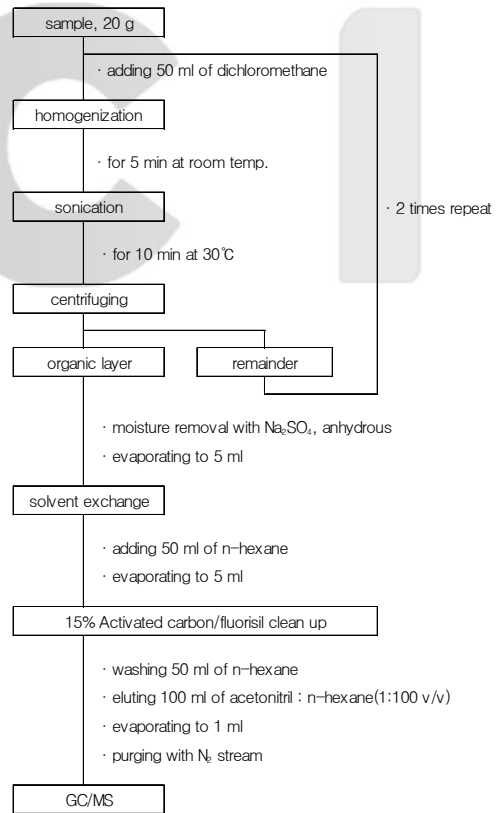 sample, 20 g
· adding 50 ml of dichloromethane
homogenization
· for 5 min at room temp.
sonication
· 2 times repeat
· for 10 min at 30℃
centrifuging
organic layer
remainder
· moisture removal with Na₂SO₄, anhydrous
· evaporating to 5 ml
solvent exchange
· adding 50 ml of n-hexane
· evaporating to 5 ml
15% Activated carbon/fluorisil clean up
· washing 50 ml of n-hexane
· eluting 100 ml of acetonitril : n-hexane(1:100 v/v)
· evaporating to 1 ml
· purging with N₂ stream
GC/MS